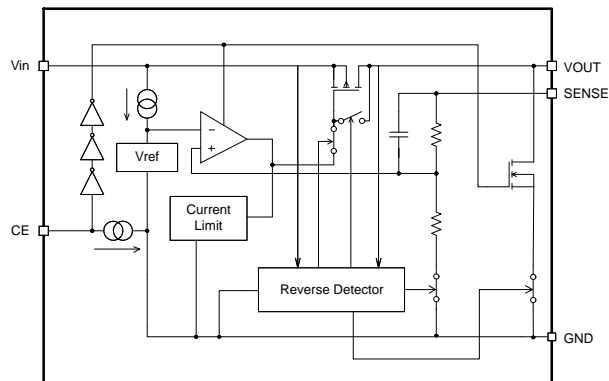 Vin
VOUT
SENSE
−
+
Vref
Current
Limit
CE
Reverse Detector
GND